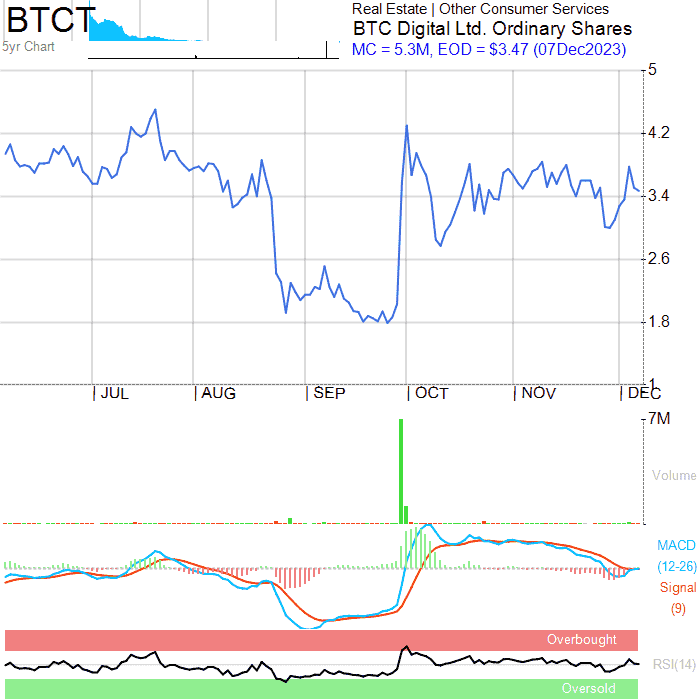 BTCT
5yr Chart
Real Estate | Other Consumer Services
BTC Digital Ltd. Ordinary Shares
MC = 5.3M, EOD = $3.47 (07Dec2023)
5
4.2
3.4
2.6
1.8
1
JUL AUG SEP OCT NOV DEC
7M
Volume
MACD
(12-26)
Signal
(9)
Overbought
RSI(14)
Oversold